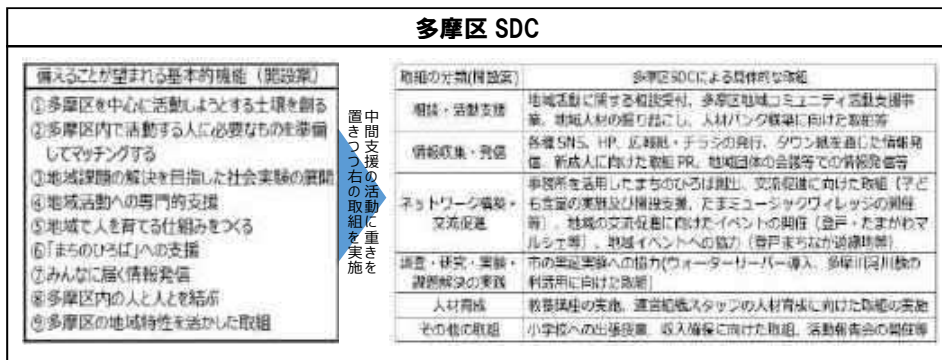 多摩区 SDC
備えることが望まれる基本的機能（開設案）
①多摩区を中心に活動しようとする土壌を創る
②多摩区内で活動する人に必要なものを準備
してマッチングする
③地域課題の解決を目指した社会実験の展開
④地域活動への専門的支援
⑤地域で人を育てる仕組みをつくる
⑥「まちのひろば」への支援
⑦みんなに届く情報発信
⑧多摩区内の人と人とを結ぶ
⑨多摩区の地域特性を活かした取組
中間支援の活動に重きを
置きつつ右の取組を実施
取組の分類(開設案)
多摩区SDCによる具体的な取組
相談・活動支援
地域活動に関する相談受付、多摩区地域コミュニティ活動支援事
業、地域人材の掘り起こし、人材バンク構築に向けた取組等
情報収集・発信
各種SNS、HP、広報紙・チラシの発行、タウン紙を通じた情報発
信、新成人に向けた取組PR、地域団体の会議等での情報発信等
ネットワーク構築・
交流促進
事務所を活用したまちのひろば創出、交流促進に向けた取組（子ど
も食堂の実施及び開設支援、たまミュージックヴィレッジの開催
等）、地域の交流促進に向けたイベントの開催（登戸・たまがわマ
ルシェ等）、地域イベントへの協力（登戸まちなか遊縁地等）
調査・研究・実験・
課題解決の実践
市の実証実験への協力(ウォーターサーバー導入、多摩川河川敷の
利活用に向けた取組)
人材育成
教養講座の実施、運営組織スタッフの人材育成に向けた取組の実施
その他の取組
小学校への出張授業、収入確保に向けた取組、活動報告会の開催等